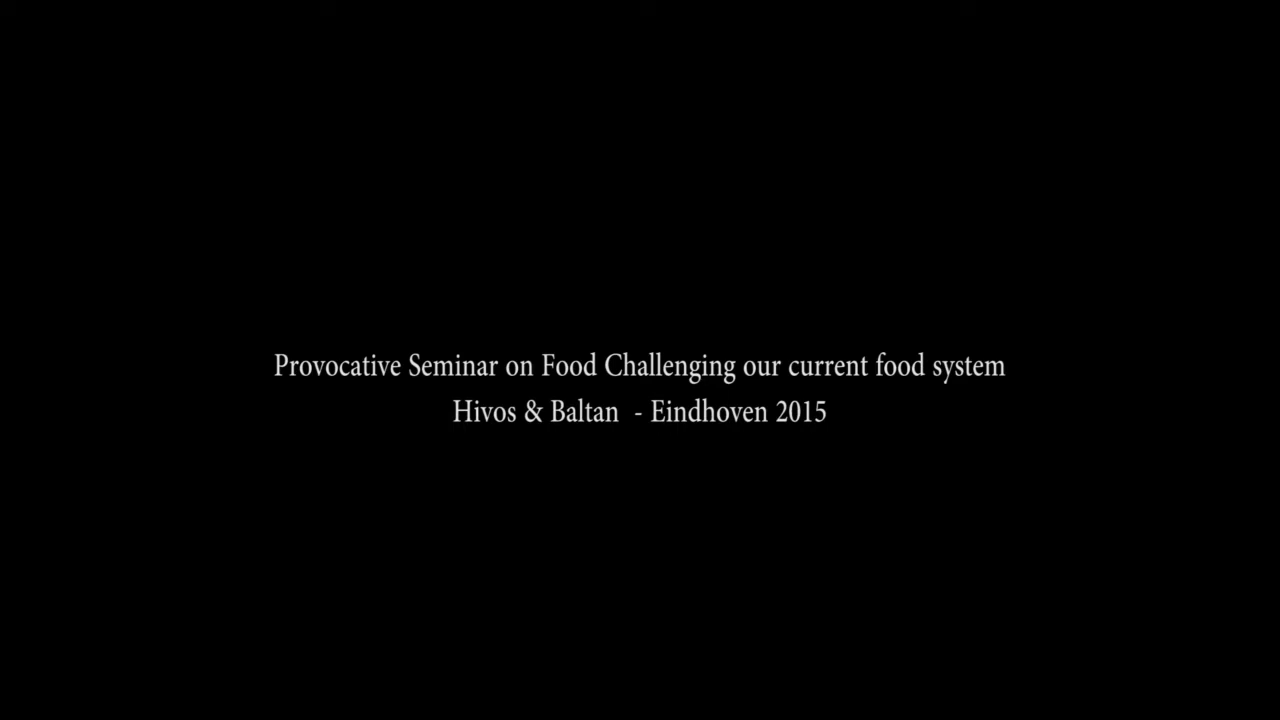 Provocative Seminar on Food Challenging our current food system
Hivos & Baltan - Eindhoven 2015